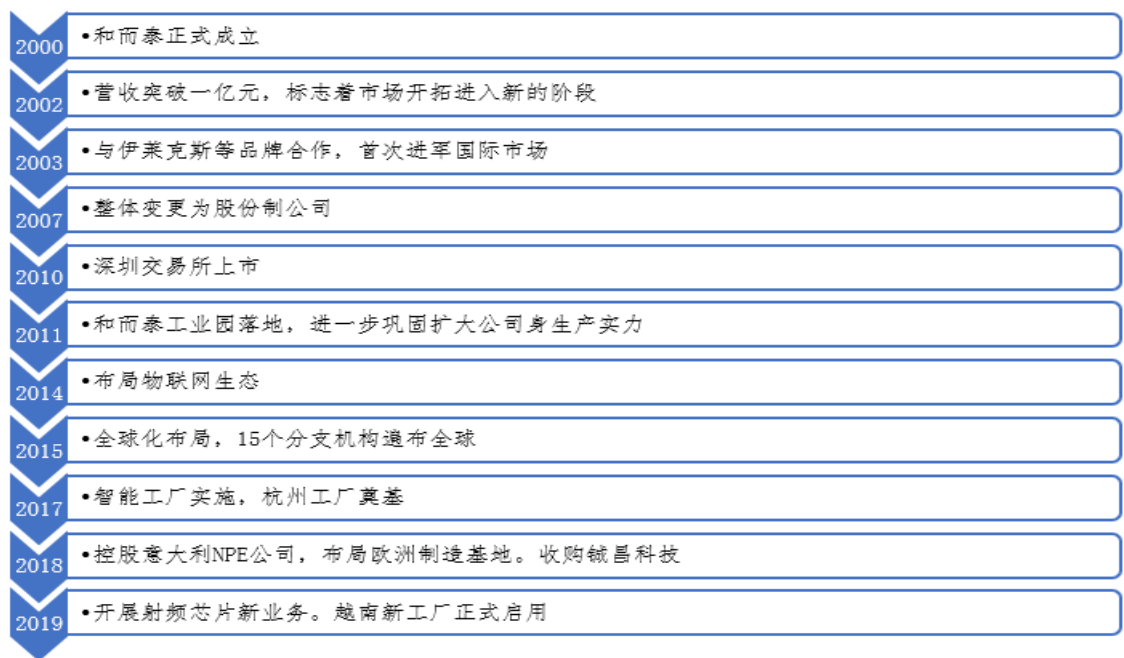 2000
•和而泰正式成立
2002
•营收突破一亿元，标志着市场开拓进入新的阶段
2003
•与伊莱克斯等品牌合作，首次进军国际市场
2007
•整体变更为股份制公司
2010
•深圳交易所上市
2011
•和而泰工业园落地，进一步巩固扩大公司身生产实力
2014
•布局物联网生态
2015
•全球化布局，15个分支机构遍布全球
2017
•智能工厂实施，杭州工厂奠基
2018
•控股意大利NPE公司，布局欧洲制造基地。收购铖昌科技
2019
•开展射频芯片新业务。越南新工厂正式启用